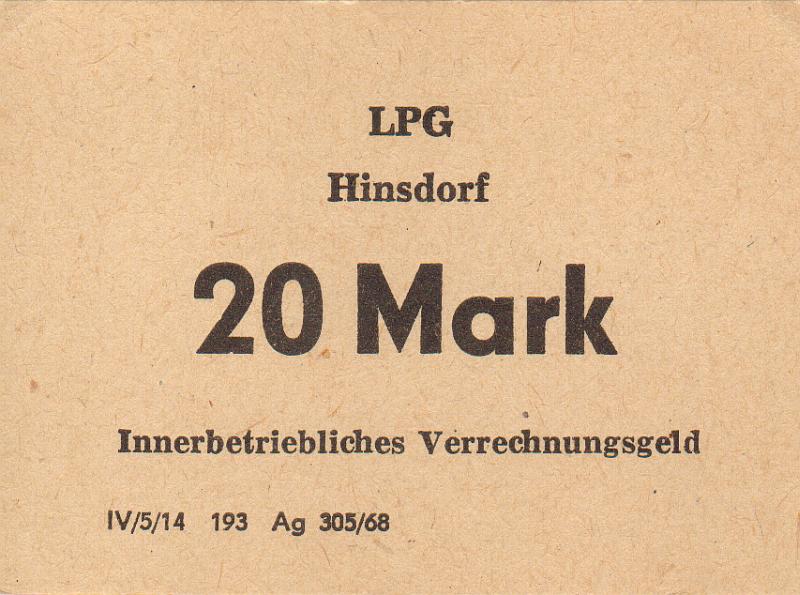 LPG
Hinsdorf
20 Mark
Innerbetriebliches Verrechnungsgeld
IV/5/14 193 Ag 305/68